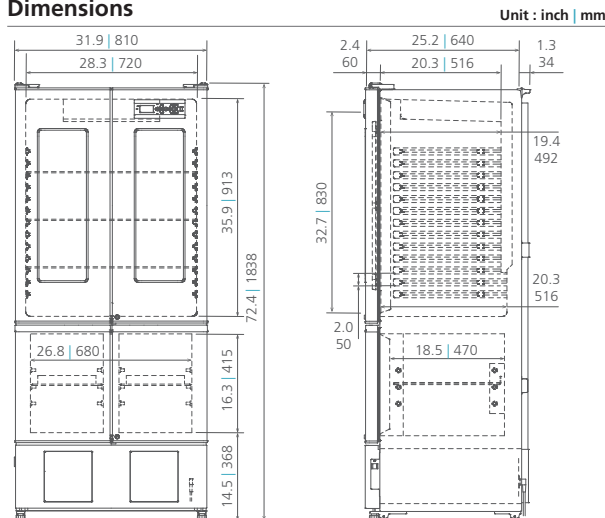 Dimensions
Unit : inch | mm
31.9 | 810
28.3 | 720
35.9 | 913
72.4 | 1838
26.8 | 680
16.3 | 415
14.5 | 368
2.4
60
25.2 | 640
20.3 | 516
1.3
34
19.4
492
32.7 | 830
20.3
516
2.0
50
18.5 | 470